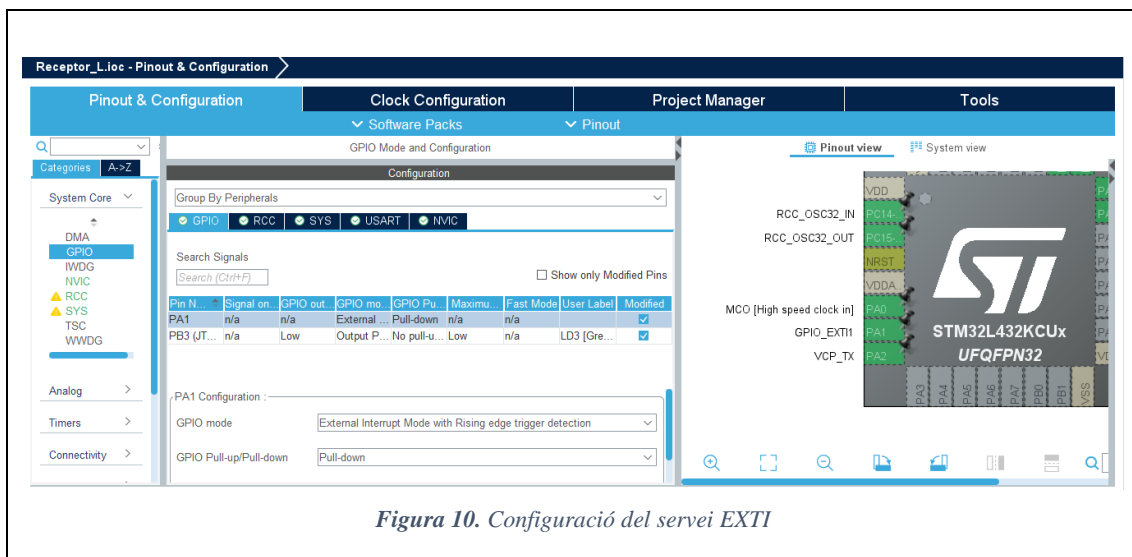 Receptor_L.ioc - Pinout & Configuration
Pinout & Configuration Clock Configuration Project Manager Tools
Software Packs Pinout
Categories A->Z
System Core
DMA
GPIO
IWDG
NVIC
RCC
SYS
TSC
WWDG
Analog
Timers
Connectivity
GPIO Mode and Configuration
Configuration
Group By Peripherals
GPIO RCC SYS USART NVIC
Search Signals
Search (Ctrl+F) Show only Modified Pins
Pin N... Signal on... GPIO out... GPIO mo... GPIO Pu... Maximu... Fast Mode User Label Modified
PA1 n/a n/a External ... Pull-down n/a n/a
PB3 (JT... n/a Low Output P... No pull-u... Low n/a LD3 [Gre...
PA1 Configuration :
GPIO mode External Interrupt Mode with Rising edge trigger detection
GPIO Pull-up/Pull-down Pull-down
Pinout view System view
VDD
RCC_OSC32_IN PC14-
RCC_OSC32_OUT PC15-
NRST
VDDA
MCO [High speed clock in] PA0
GPIO_EXTI1 PA1
VCP_TX PA2
STM32L432KCUx
UFQFPN32
PA3 PA4 PA5 PA6 PA7 PB0 PB1 VSS
Figura 10. Configuració del servei EXTI